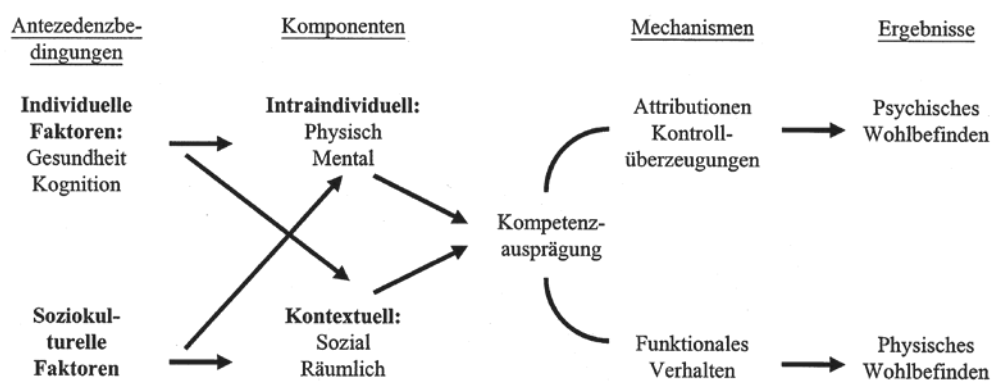 Antezedenzbe-
dingungen
Komponenten
Mechanismen
Ergebnisse
Individuelle
Faktoren:
Gesundheit
Kognition
Intraindividuell:
Physisch
Mental
Attributionen
Kontroll-
überzeugungen
Psychisches
Wohlbefinden
Kompetenz-
ausprägung
Soziokul-
turelle
Faktoren
Kontextuell:
Sozial
Räumlich
Funktionales
Verhalten
Physisches
Wohlbefinden